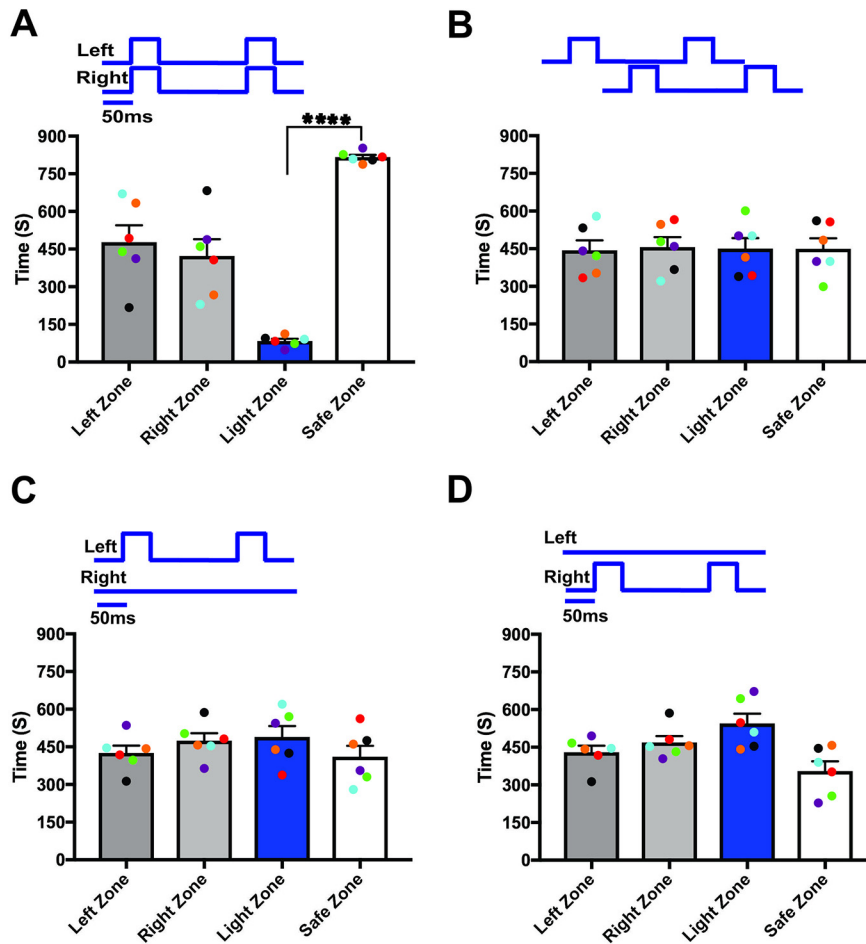 A
Left
Right
50ms
****
900
750
600
450
300
150
0
Time (S)
Left Zone
Right Zone
Light Zone
Safe Zone
B
900
750
600
450
300
150
0
Time (S)
Left Zone
Right Zone
Light Zone
Safe Zone
C
Left
Right
50ms
900
750
600
450
300
150
0
Time (S)
Left Zone
Right Zone
Light Zone
Safe Zone
D
Left
Right
50ms
900
750
600
450
300
150
0
Time (S)
Left Zone
Right Zone
Light Zone
Safe Zone